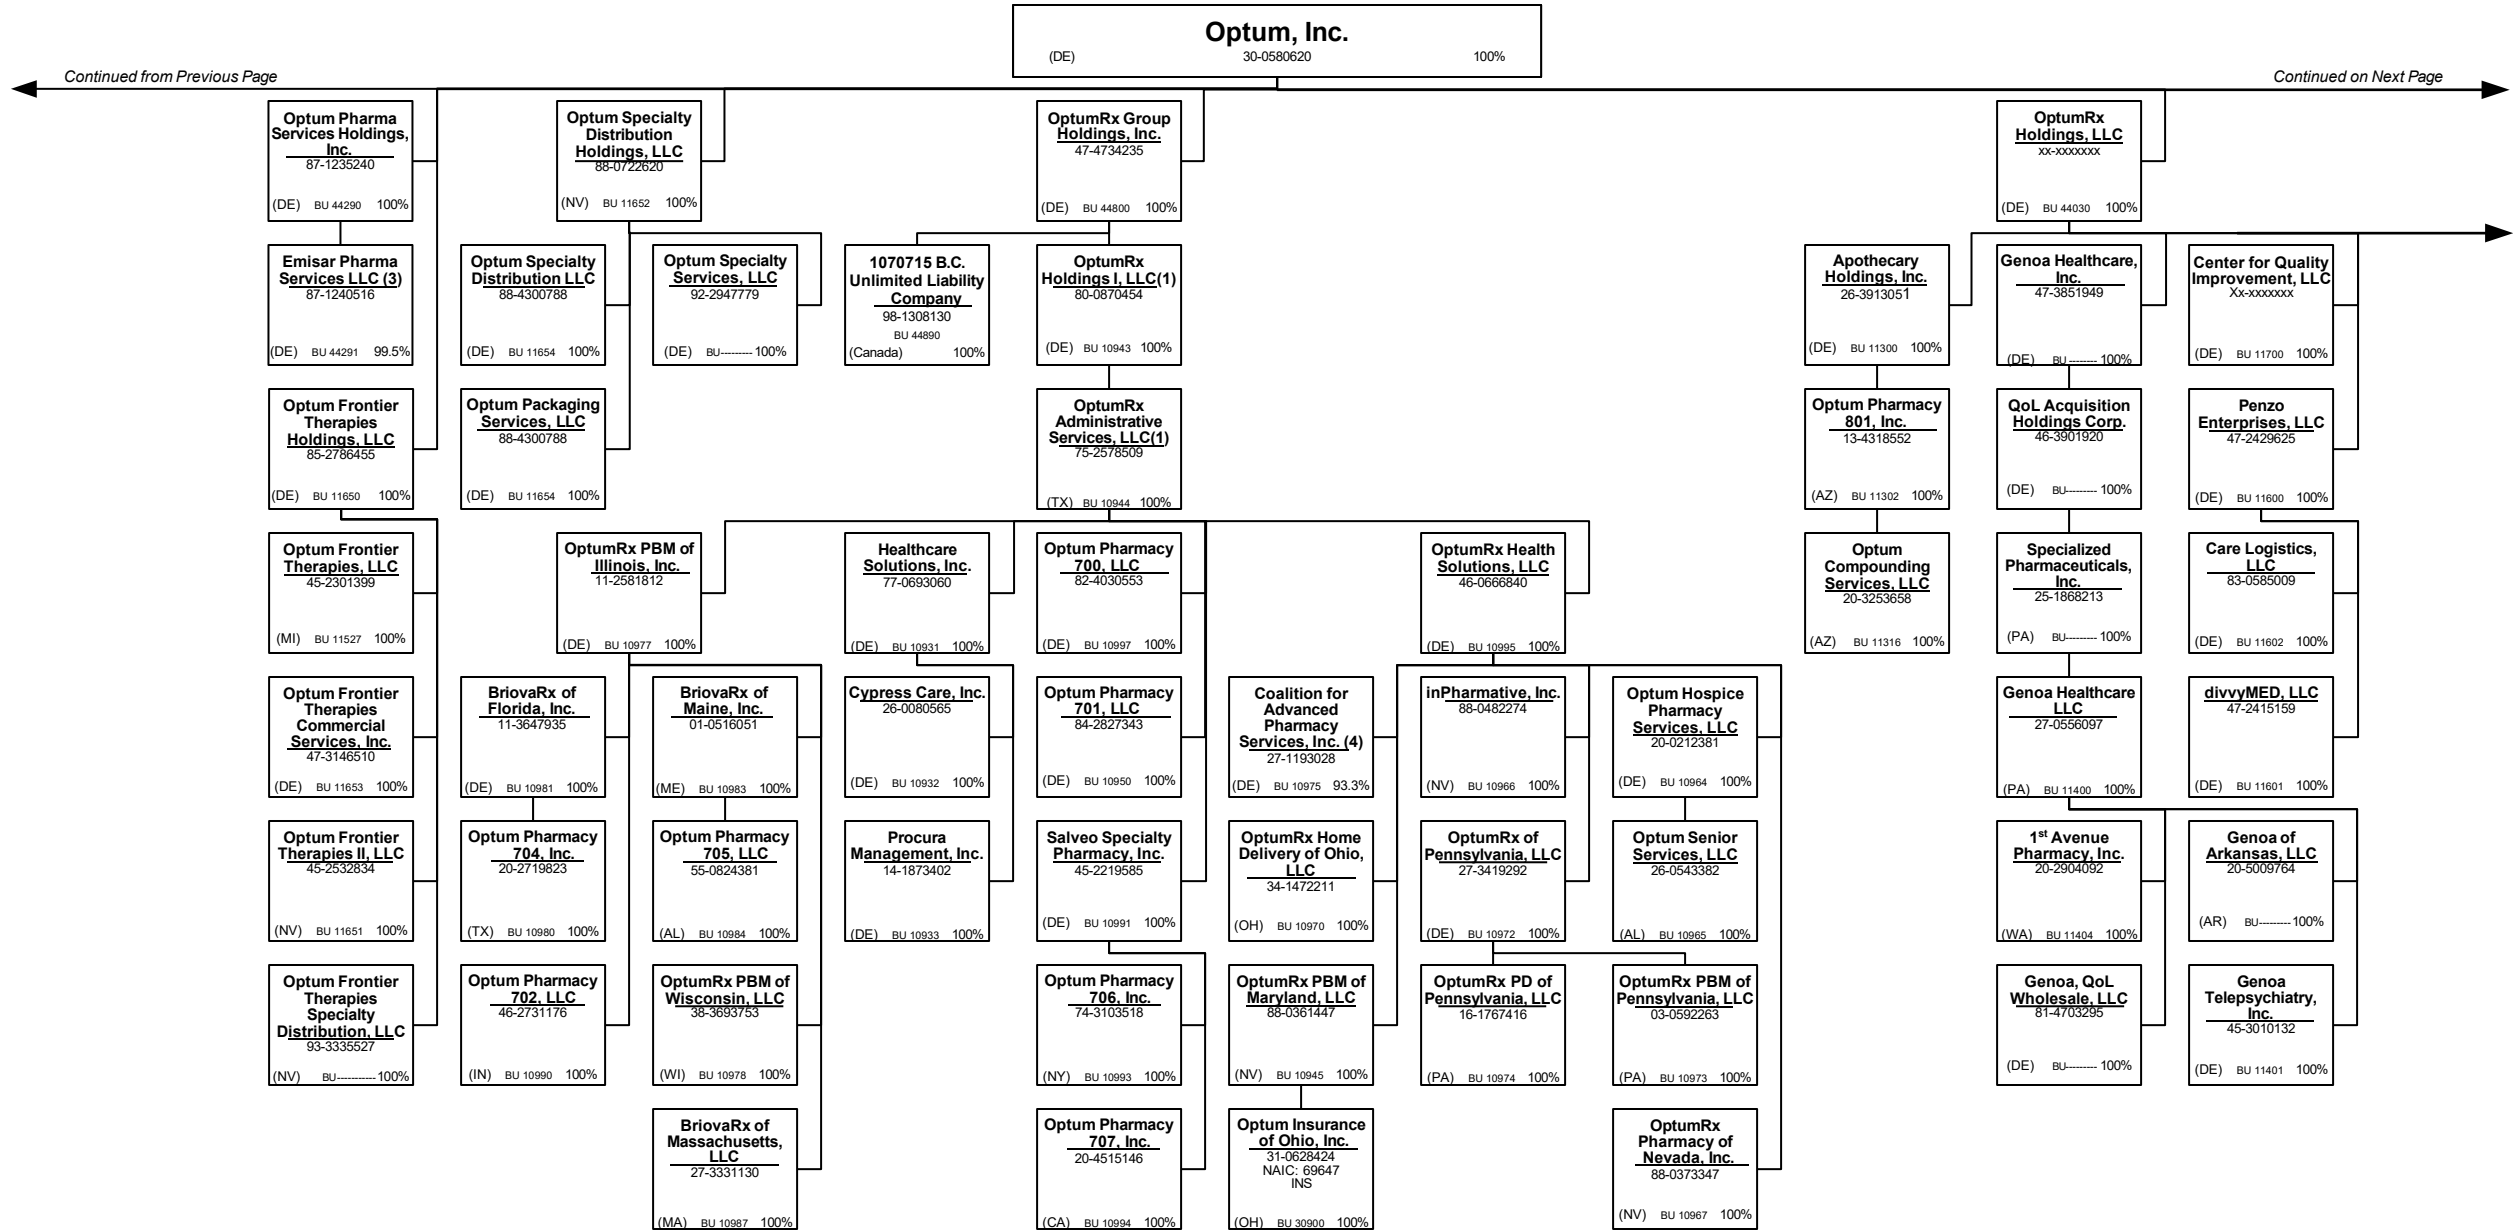 Optum, Inc.
(DE) 30-0580620 100%
Continued from Previous Page
Continued on Next Page
Optum Pharma
Services Holdings,
Inc.
87-1235240
(DE) BU 44290 100%
Optum Specialty
Distribution
Holdings, LLC
88-0722620
(NV) BU 11652 100%
OptumRx Group
Holdings, Inc.
47-4734235
(DE) BU 44800 100%
OptumRx
Holdings, LLC
xx-xxxxxxx
(DE) BU 44030 100%
Emisar Pharma
Services LLC (3)
87-1240516
(DE) BU 44291 99.5%
Optum Specialty
Distribution LLC
88-4300788
(DE) BU 11654 100%
Optum Specialty
Services, LLC
92-2947779
(DE) BU--------- 100%
1070715 B.C.
Unlimited Liability
Company
98-1308130
BU 44890
(Canada) 100%
OptumRx
Holdings I, LLC(1)
80-0870454
(DE) BU 10943 100%
Apothecary
Holdings, Inc.
26-3913051
(DE) BU 11300 100%
Genoa Healthcare,
Inc.
47-3851949
(DE) BU -------- 100%
Center for Quality
Improvement, LLC
Xx-xxxxxxx
(DE) BU 11700 100%
Optum Frontier
Therapies
Holdings, LLC
85-2786455
(DE) BU 11650 100%
Optum Packaging
Services, LLC
88-4300788
(DE) BU 11654 100%
OptumRx
Administrative
Services, LLC(1)
75-2578509
(TX) BU 10944 100%
Optum Pharmacy
801, Inc.
13-4318552
(AZ) BU 11302 100%
QoL Acquisition
Holdings Corp.
46-3901920
(DE) BU--------- 100%
Penzo
Enterprises, LLC
47-2429625
(DE) BU 11600 100%
Optum Frontier
Therapies, LLC
45-2301399
(MI) BU 11527 100%
OptumRx PBM of
Illinois, Inc.
11-2581812
(DE) BU 10977 100%
Healthcare
Solutions, Inc.
77-0693060
(DE) BU 10931 100%
Optum Pharmacy
700, LLC
82-4030553
(DE) BU 10997 100%
OptumRx Health
Solutions, LLC
46-0666840
(DE) BU 10995 100%
Optum
Compounding
Services, LLC
20-3253658
(AZ) BU 11316 100%
Specialized
Pharmaceuticals,
Inc.
25-1868213
(PA) BU--------- 100%
Care Logistics,
LLC
83-0585009
(DE) BU 11602 100%
Optum Frontier
Therapies
Commercial
Services, Inc.
47-3146510
(DE) BU 11653 100%
BriovaRx of
Florida, Inc.
11-3647935
(DE) BU 10981 100%
BriovaRx of
Maine, Inc.
01-0516051
(ME) BU 10983 100%
Cypress Care, Inc.
26-0080565
(DE) BU 10932 100%
Optum Pharmacy
701, LLC
84-2827343
(DE) BU 10950 100%
Coalition for
Advanced
Pharmacy
Services, Inc. (4)
27-1193028
(DE) BU 10975 93.3%
inPharmative, Inc.
88-0482274
(NV) BU 10966 100%
Optum Hospice
Pharmacy
Services, LLC
20-0212381
(DE) BU 10964 100%
Genoa Healthcare
LLC
27-0556097
(PA) BU 11400 100%
divvyMED, LLC
47-2415159
(DE) BU 11601 100%
Optum Frontier
Therapies II, LLC
45-2532834
(NV) BU 11651 100%
Optum Pharmacy
704, Inc.
20-2719823
(TX) BU 10980 100%
Optum Pharmacy
705, LLC
55-0824381
(AL) BU 10984 100%
Procura
Management, Inc.
14-1873402
(DE) BU 10933 100%
Salveo Specialty
Pharmacy, Inc.
45-2219585
(DE) BU 10991 100%
OptumRx Home
Delivery of Ohio,
LLC
34-1472211
(OH) BU 10970 100%
OptumRx of
Pennsylvania, LLC
27-3419292
(DE) BU 10972 100%
Optum Senior
Services, LLC
26-0543382
(AL) BU 10965 100%
1st Avenue
Pharmacy, Inc.
20-2904092
(WA) BU 11404 100%
Genoa of
Arkansas, LLC
20-5009764
(AR) BU--------- 100%
Optum Frontier
Therapies
Specialty
Distribution, LLC
93-3335527
(NV) BU----------- 100%
Optum Pharmacy
702, LLC
46-2731176
(IN) BU 10990 100%
OptumRx PBM of
Wisconsin, LLC
38-3693753
(WI) BU 10978 100%
Optum Pharmacy
706, Inc.
74-3103518
(NY) BU 10993 100%
OptumRx PBM of
Maryland, LLC
88-0361447
(NV) BU 10945 100%
OptumRx PD of
Pennsylvania, LLC
16-1767416
(PA) BU 10974 100%
OptumRx PBM of
Pennsylvania, LLC
03-0592263
(PA) BU 10973 100%
Genoa, QoL
Wholesale, LLC
81-4703295
(DE) BU--------- 100%
Genoa
Telepsychiatry,
Inc.
45-3010132
(DE) BU 11401 100%
BriovaRx of
Massachusetts,
LLC
27-3331130
(MA) BU 10987 100%
Optum Pharmacy
707, Inc.
20-4515146
(CA) BU 10994 100%
Optum Insurance
of Ohio, Inc.
31-0628424
NAIC: 69647
INS
(OH) BU 30900 100%
OptumRx
Pharmacy of
Nevada, Inc.
88-0373347
(NV) BU 10967 100%